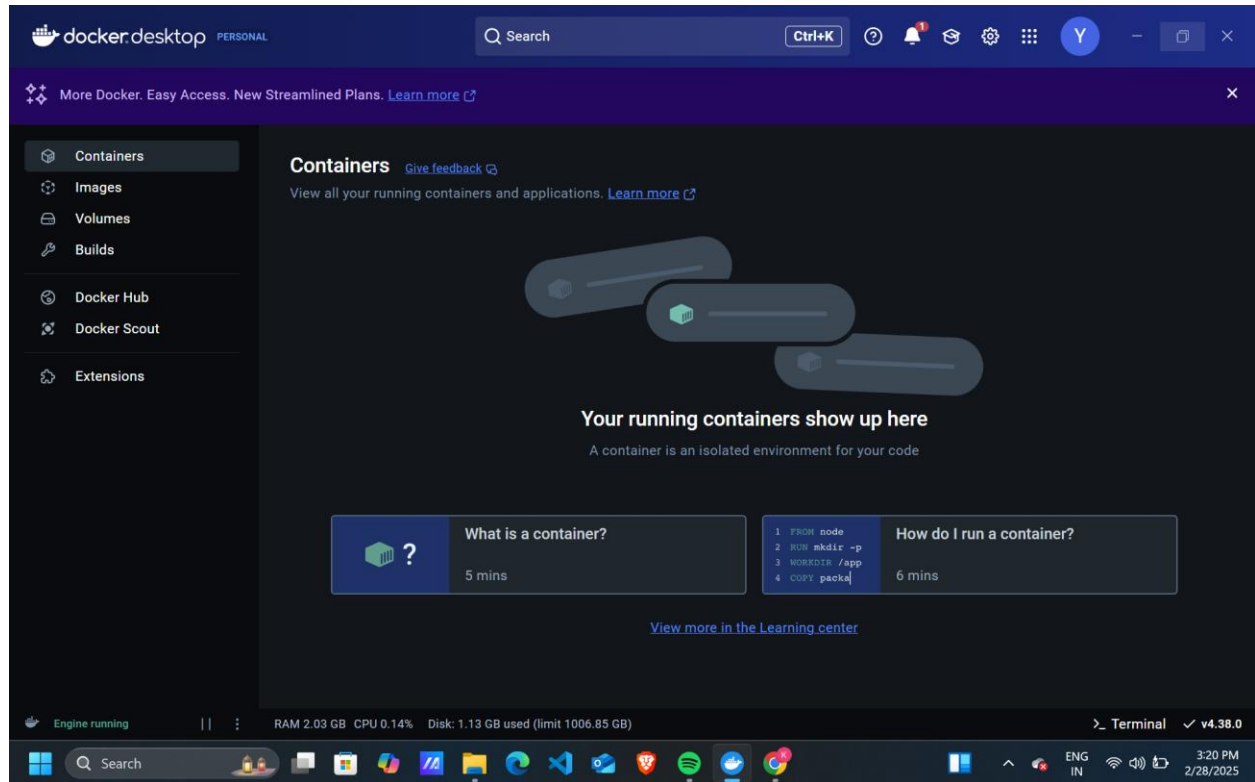 docker.desktop PERSONAL
Search
Ctrl+K
1
Y
More Docker. Easy Access. New Streamlined Plans. Learn more
Containers
Images
Volumes
Builds
Docker Hub
Docker Scout
Extensions
Containers Give feedback
View all your running containers and applications. Learn more
Your running containers show up here
A container is an isolated environment for your code
?
What is a container?
5 mins
1 FROM node
2 RUN mkdir -p
3 WORKDIR /app
4 COPY packa
How do I run a container?
6 mins
View more in the Learning center
Engine running
RAM 2.03 GB CPU 0.14% Disk: 1.13 GB used (limit 1006.85 GB)
Terminal
v4.38.0
Search
ENG
IN
3:20 PM
2/28/2025